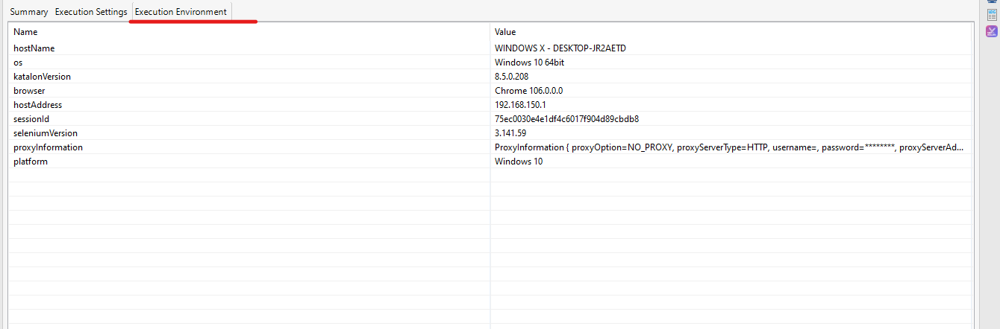 Summary Execution Settings Execution Environment
Name Value
hostName WINDOWS X - DESKTOP-JR2AETD
os Windows 10 64bit
katalonVersion 8.5.0.208
browser Chrome 106.0.0.0
hostAddress 192.168.150.1
sessionId 75ec0030e4e1df4c6017f904d89cbdb8
seleniumVersion 3.141.59
proxyInformation ProxyInformation { proxyOption=NO_PROXY, proxyServerType=HTTP, username=, password=********, proxyServerAd...
platform Windows 10
LOG